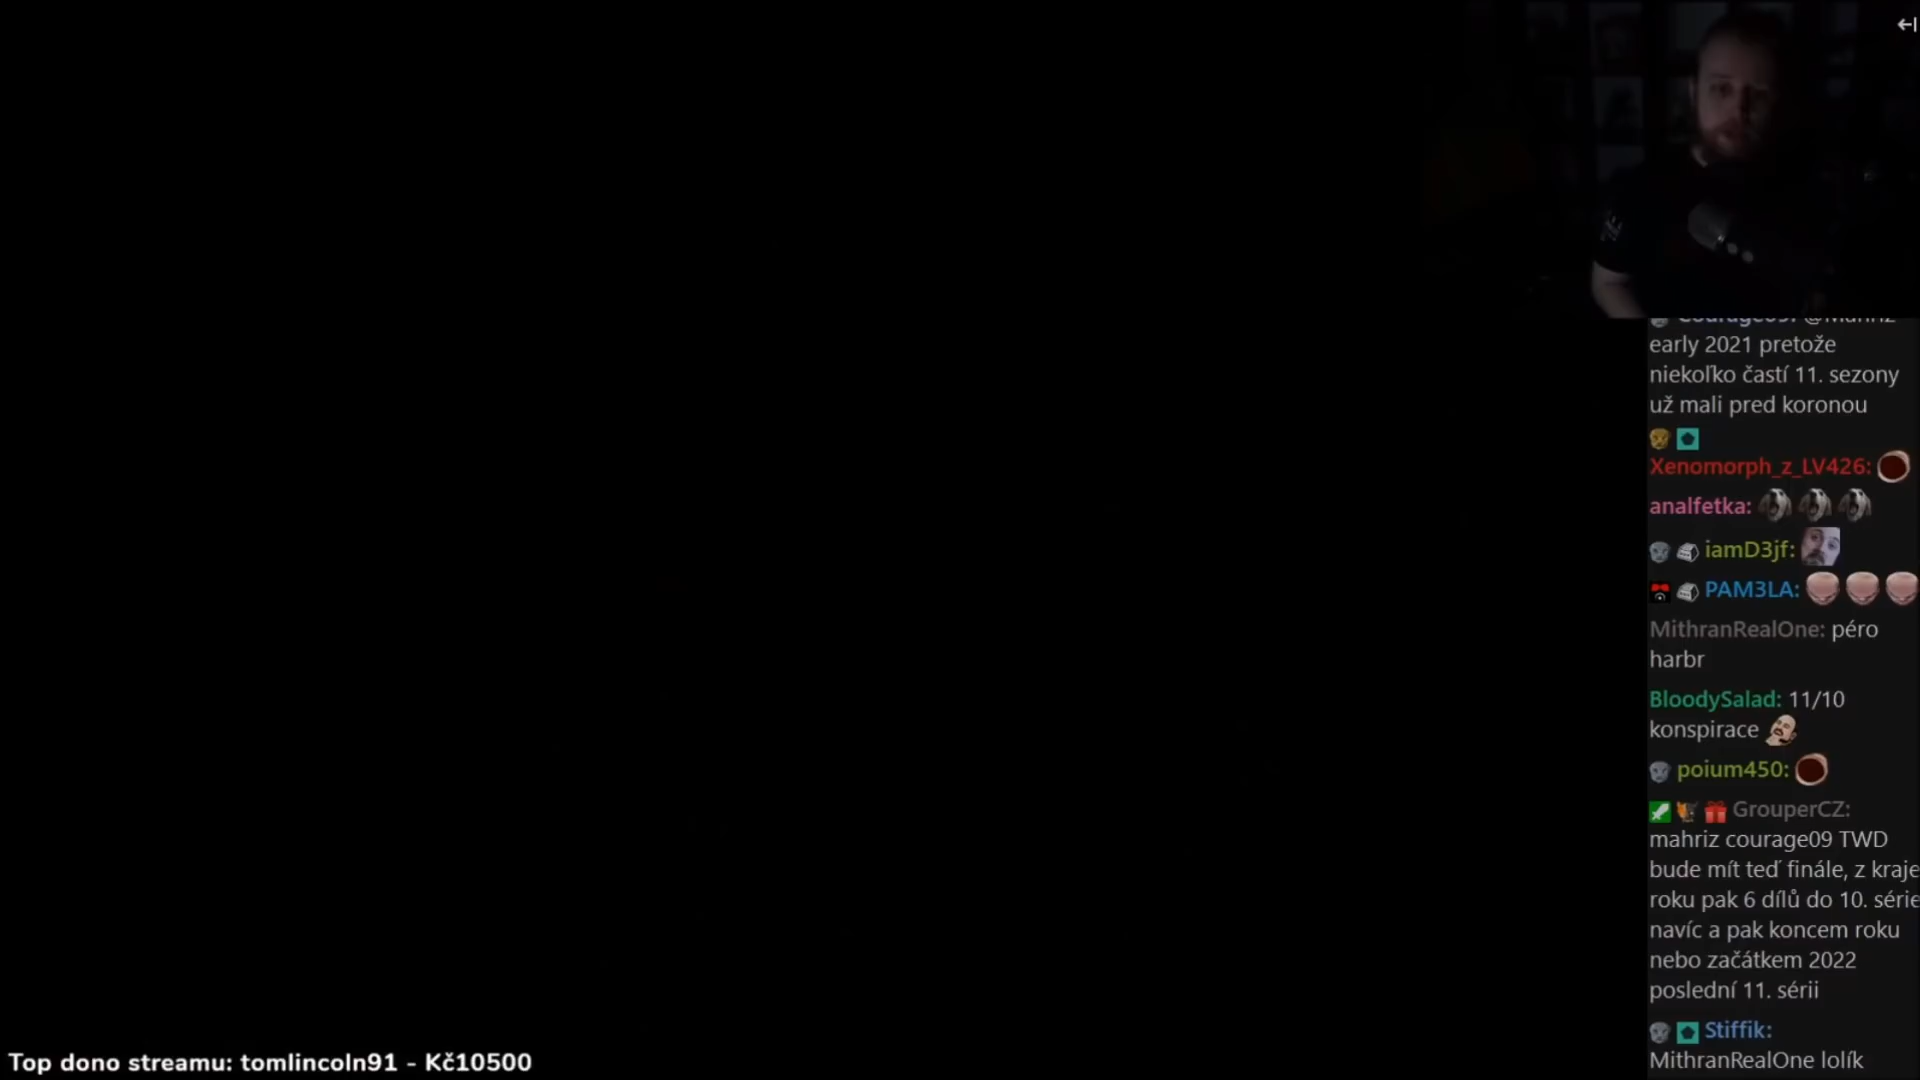 Courage09: @Mahriz
early 2021 pretože
niekoľko častí 11. sezony
už mali pred koronou
Xenomorph_z_LV426:
analfetka:
iamD3jf:
PAM3LA:
MithranRealOne: péro
harbr
BloodySalad: 11/10
konspirace
poium450:
GrouperCZ:
mahriz courage09 TWD
bude mít teď finále, z kraje
roku pak 6 dílů do 10. série
navíc a pak koncem roku
nebo začátkem 2022
poslední 11. sérii
Stiffik:
MithranRealOne lolík
Top dono streamu: tomlincoln91 - Kč10500